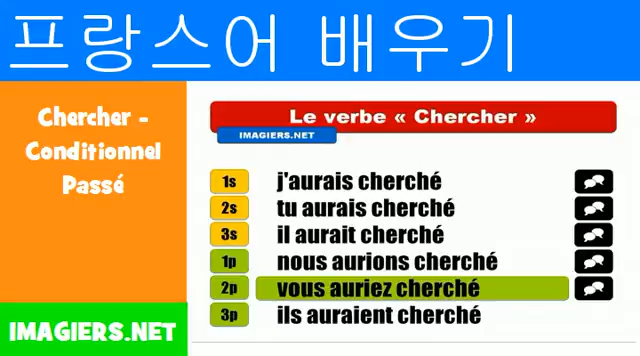 프랑스어 배우기
Chercher -
Conditionnel
Passé
IMAGIERS.NET
Le verbe « Chercher »
IMAGIERS.NET
1s j'aurais cherché
2s tu aurais cherché
3s il aurait cherché
1p nous aurions cherché
2p vous auriez cherché
3p ils auraient cherché